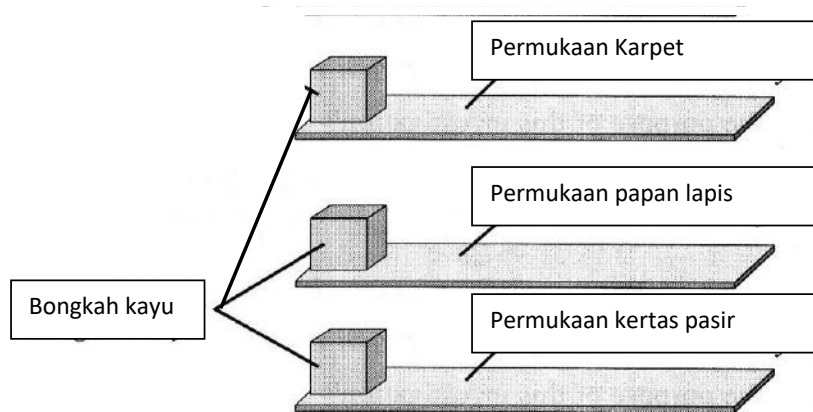 Permukaan Karpet
Permukaan papan lapis
Bongkah kayu
Permukaan kertas pasir